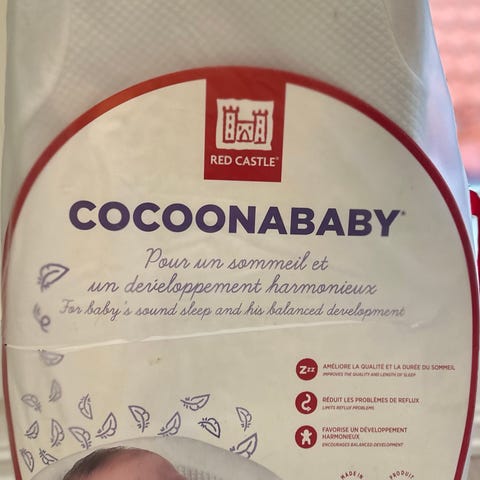 RED CASTLE®
COCOONABABY®
Pour un sommeil et
un developpement harmonieux
For baby's sound sleep and his balanced development
Zzz
AMÉLIORE LA QUALITÉ ET LA DURÉE DU SOMMEIL
IMPROVES THE QUALITY AND LENGTH OF SLEEP
RÉDUIT LES PROBLÈMES DE REFLUX
LIMITS REFLUX PROBLEMS
FAVORISE UN DÉVELOPPEMENT
HARMONIEUX
ENCOURAGES BALANCED DEVELOPMENT
MADE IN
PRODUIT